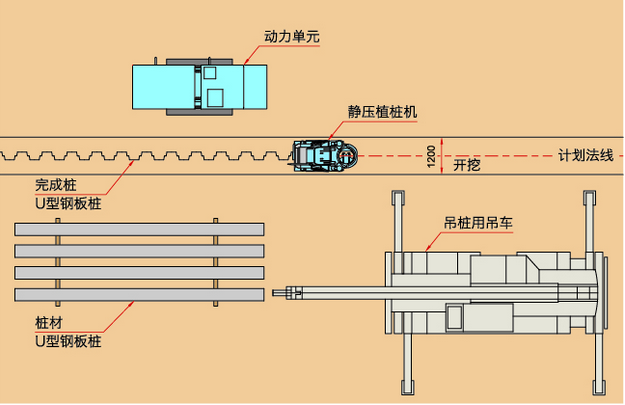 动力单元
静压植桩机
1200
开挖
计划法线
完成桩
U型钢板桩
吊桩用吊车
桩材
U型钢板桩